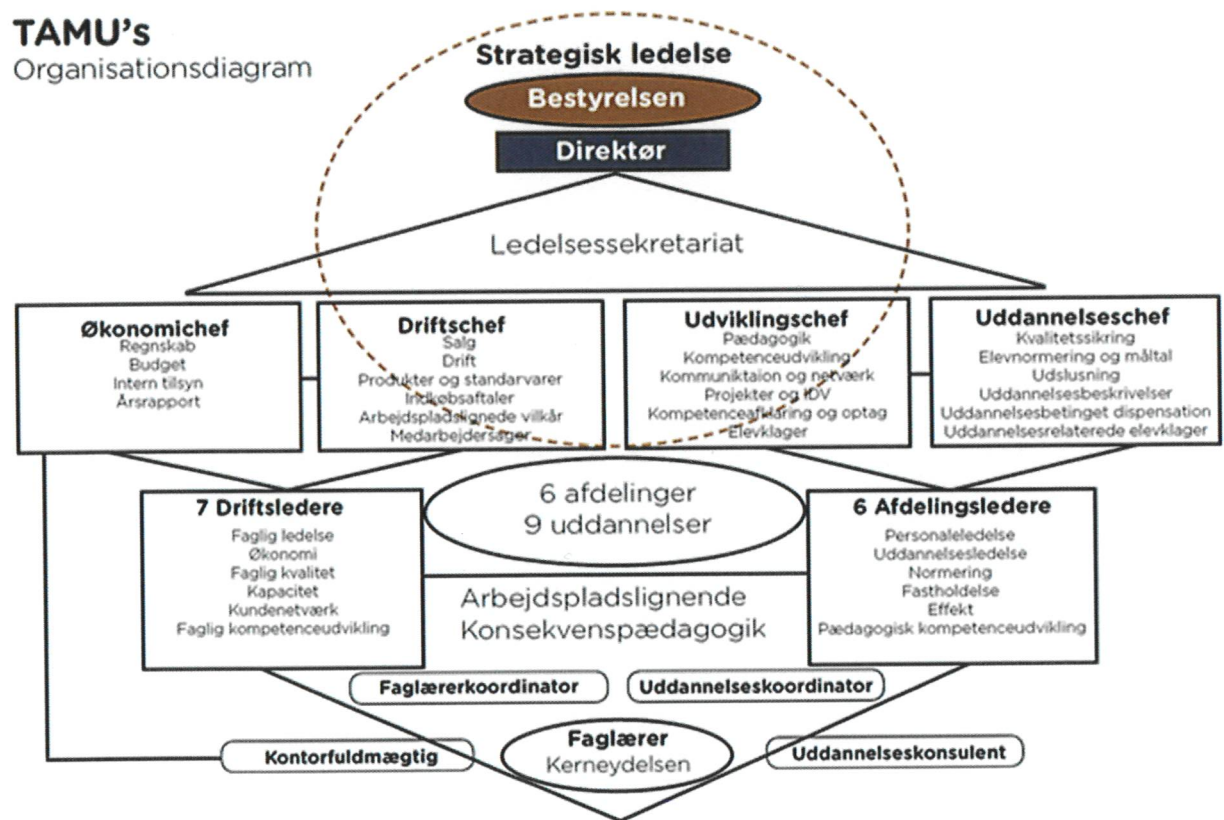 TAMU's
Organisationsdiagram
Strategisk ledelse
Bestyrelsen
Direktør
Ledelsessekretariat
Økonomichef
Regnskab
Budget
Intern tilsyn
Årsrapport
Driftschef
Salg
Drift
Produkter og standarvarer
Indkøbsaftaler
Arbejdspladslignede vilkår
Medarbejdersager
Udviklingschef
Pædagogik
Kompetenceudvikling
Kommuniktaion og netværk
Projekter og IDV
Kompetenceafklaring og optag
Elevklager
Uddannelseschef
Kvalitetssikring
Elevnormering og måltal
Udslusning
Uddannelsesbeskrivelser
Uddannelsesbetinget dispensation
Uddannelsesrelaterede elevklager
7 Driftsledere
Faglig ledelse
Økonomi
Faglig kvalitet
Kapacitet
Kundenetværk
Faglig kompetenceudvikling
6 afdelinger
9 uddannelser
6 Afdelingsledere
Personaleledelse
Uddannelsesledelse
Normering
Fastholdelse
Effekt
Pædagogisk kompetenceudvikling
Arbejdspladslignende
Konsekvenspædagogik
Faglærerkoordinator
Uddannelseskoordinator
Kontorfuldmægtig
Faglærer
Kerneydelsen
Uddannelseskonsulent